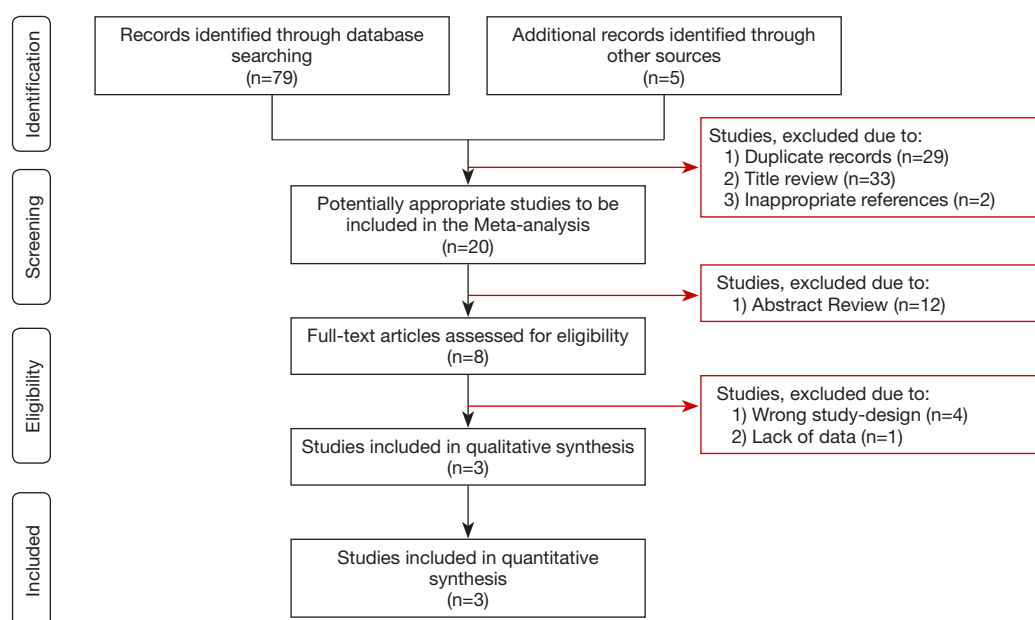 Identification
Records identified through database
searching
(n=79)
Additional records identified through
other sources
(n=5)
Studies, excluded due to:
1) Duplicate records (n=29)
2) Title review (n=33)
3) Inappropriate references (n=2)
Screening
Potentially appropriate studies to be
included in the Meta-analysis
(n=20)
Studies, excluded due to:
1) Abstract Review (n=12)
Eligibility
Full-text articles assessed for eligibility
(n=8)
Studies, excluded due to:
1) Wrong study-design (n=4)
2) Lack of data (n=1)
Studies included in qualitative synthesis
(n=3)
Included
Studies included in quantitative
synthesis
(n=3)